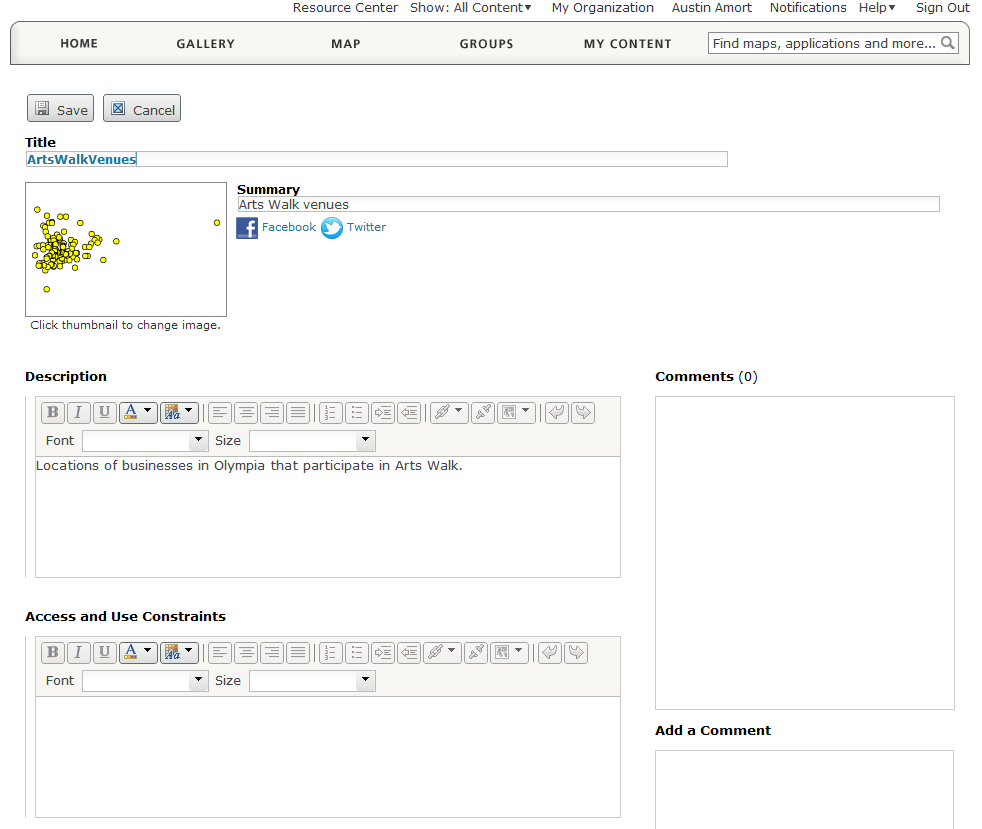 Resource Center Show: All Content▾ My Organization Austin Amort Notifications Help▾ Sign Out
HOME GALLERY MAP GROUPS MY CONTENT Find maps, applications and more...
Save Cancel
Title
ArtsWalkVenues
Summary
Arts Walk venues
Facebook Twitter
Click thumbnail to change image.
Description
B I U A Aa
Font Size
Locations of businesses in Olympia that participate in Arts Walk.
Access and Use Constraints
B I U A Aa
Font Size
Comments (0)
Add a Comment